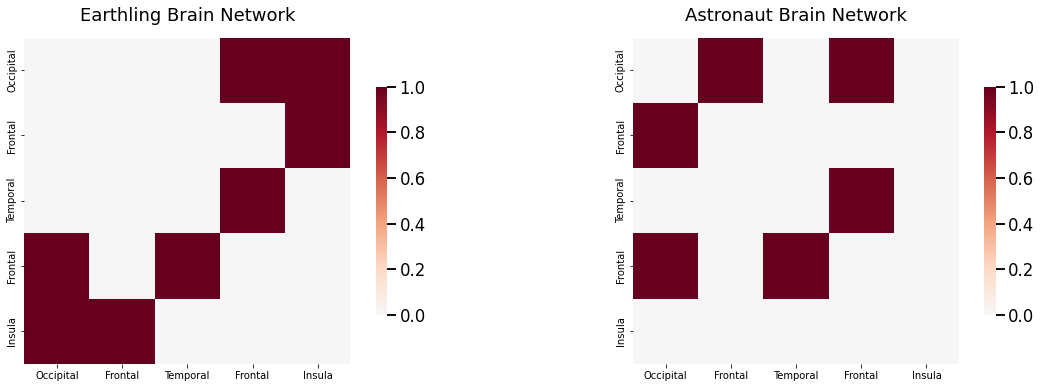 Earthling Brain Network
Astronaut Brain Network
Occipital
Frontal
Temporal
Frontal
Insula
Occipital
Frontal
Temporal
Frontal
Insula
1.0
0.8
0.6
0.4
0.2
0.0
Occipital
Frontal
Temporal
Frontal
Insula
Occipital
Frontal
Temporal
Frontal
Insula
1.0
0.8
0.6
0.4
0.2
0.0